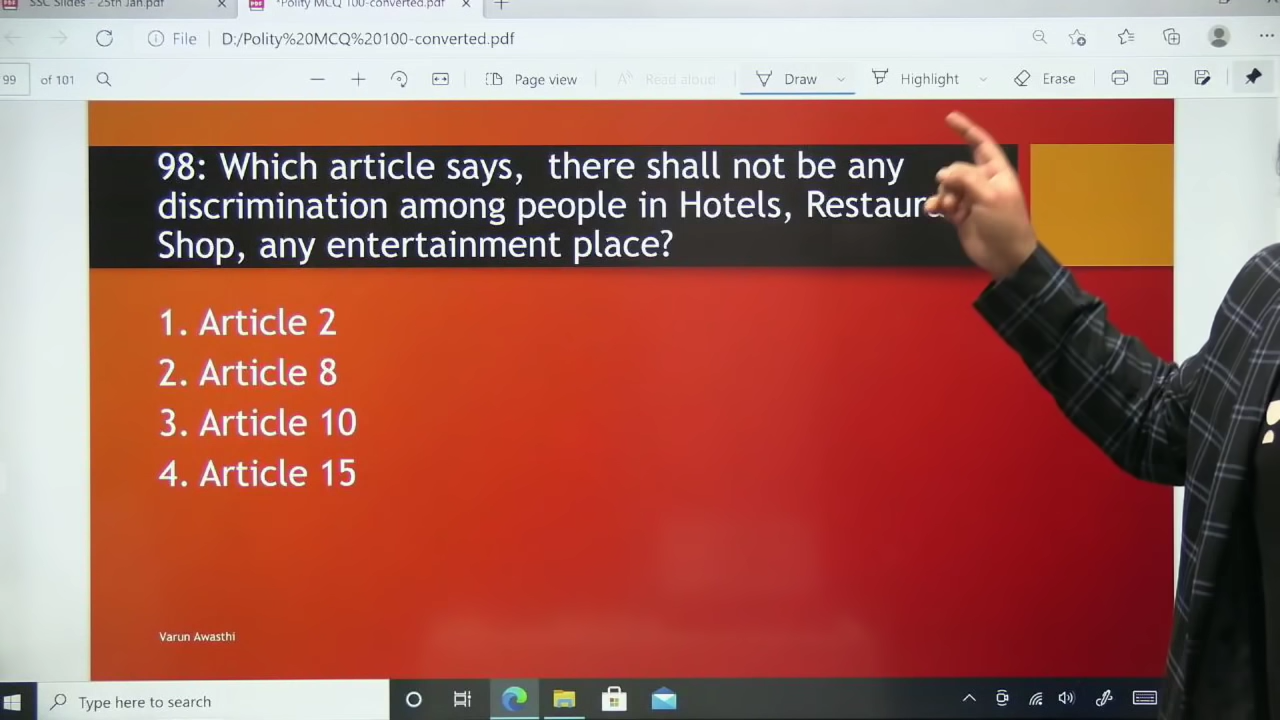 SSC Slides - 25th Jan.pdf
*Polity MCQ 100-converted.pdf
File D:/Polity%20MCQ%20100-converted.pdf
99 of 101 Page view Read aloud Draw Highlight Erase
98: Which article says, there shall not be any
discrimination among people in Hotels,
Shop, any entertainment place?
1. Article 2
2. Article 8
3. Article 10
4. Article 15
Varun Awasthi
Type here to search